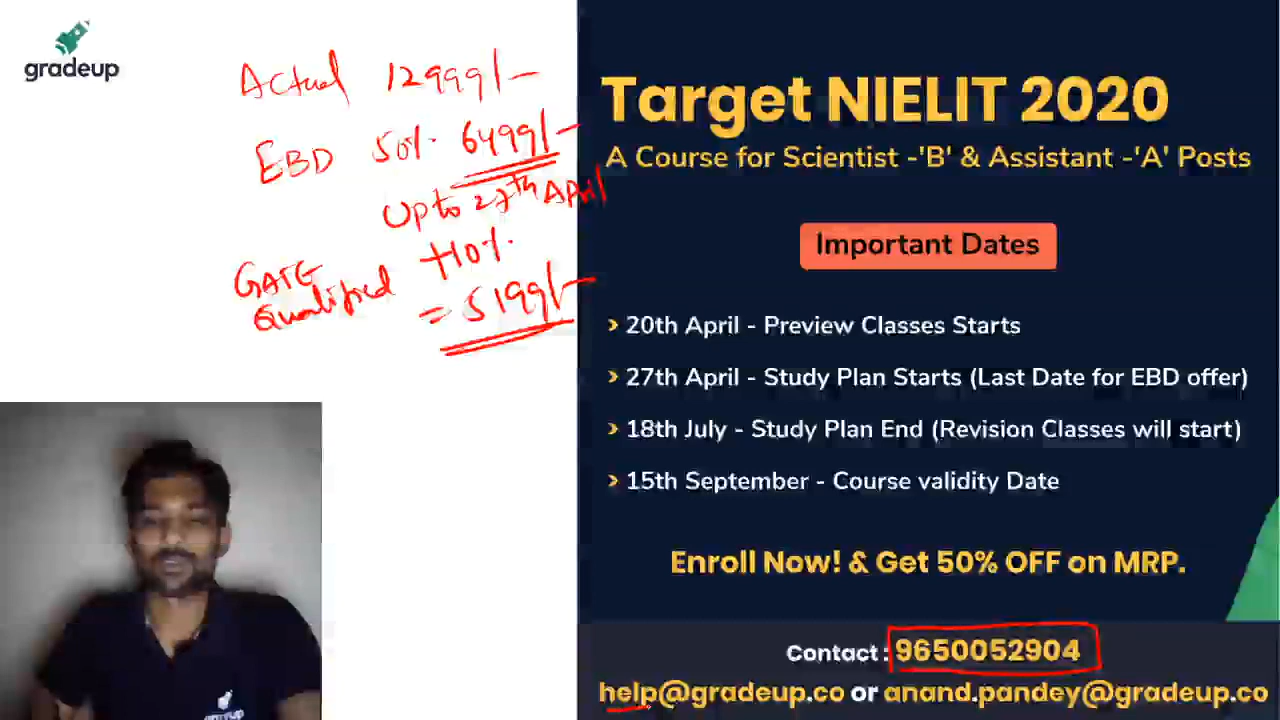 gradeup
Actual 12999/-
EBD 50% 6499/-
Upto 27th April
GATE Qualified +10%
= 5199/-
Target NIELIT 2020
A Course for Scientist -'B' & Assistant -'A' Posts
Important Dates
20th April - Preview Classes Starts
27th April - Study Plan Starts (Last Date for EBD offer)
18th July - Study Plan End (Revision Classes will start)
15th September - Course validity Date
Enroll Now! & Get 50% OFF on MRP.
Contact : 9650052904
help@gradeup.co or anand.pandey@gradeup.co
gradeup